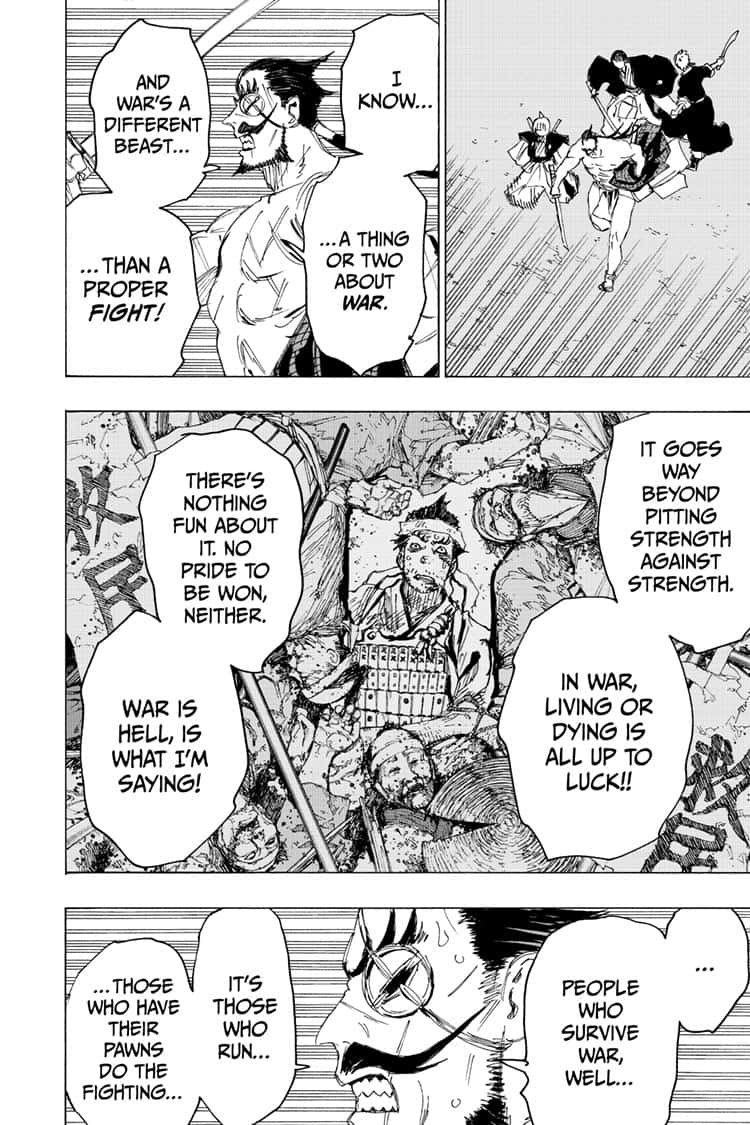 I
KNOW...
...A THING
OR TWO
ABOUT
WAR.
AND
WAR'S A
DIFFERENT
BEAST...
...THAN A
PROPER
FIGHT!
IT GOES
WAY
BEYOND
PITTING
STRENGTH
AGAINST
STRENGTH.
IN WAR,
LIVING OR
DYING IS
ALL UP TO
LUCK!!
THERE'S
NOTHING
FUN ABOUT
IT. NO
PRIDE TO
BE WON,
NEITHER.
WAR IS
HELL, IS
WHAT I'M
SAYING!
救
民
...
PEOPLE
WHO
SURVIVE
WAR,
WELL...
IT'S
THOSE
WHO
RUN...
...THOSE
WHO HAVE
THEIR
PAWNS
DO THE
FIGHTING...